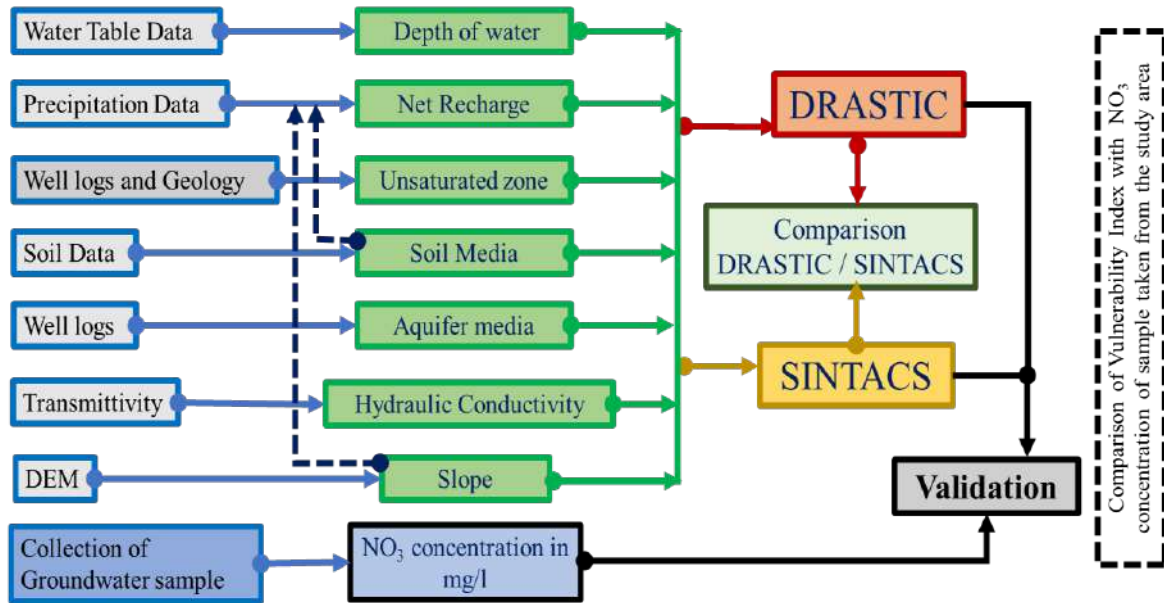 Water Table Data
Depth of water
Precipitation Data
Net Recharge
DRASTIC
Well logs and Geology
Unsaturated zone
Soil Data
Soil Media
Comparison
DRASTIC / SINTACS
Well logs
Aquifer media
SINTACS
Transmittivity
Hydraulic Conductivity
DEM
Slope
Validation
Collection of
Groundwater sample
NO3 concentration in
mg/l
Comparison of Vulnerability Index with NO3
concentration of sample taken from the study area